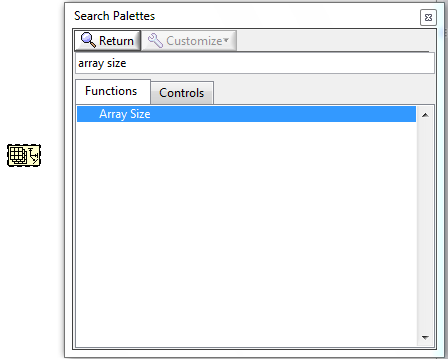 Search Palettes
Return Customize
array size
Functions Controls
Array Size